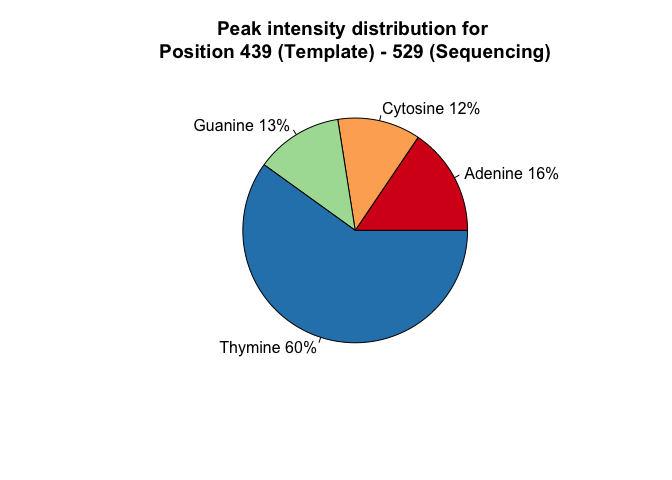 Peak intensity distribution for
Position 439 (Template) - 529 (Sequencing)
Cytosine 12%
Guanine 13%
Adenine 16%
Thymine 60%